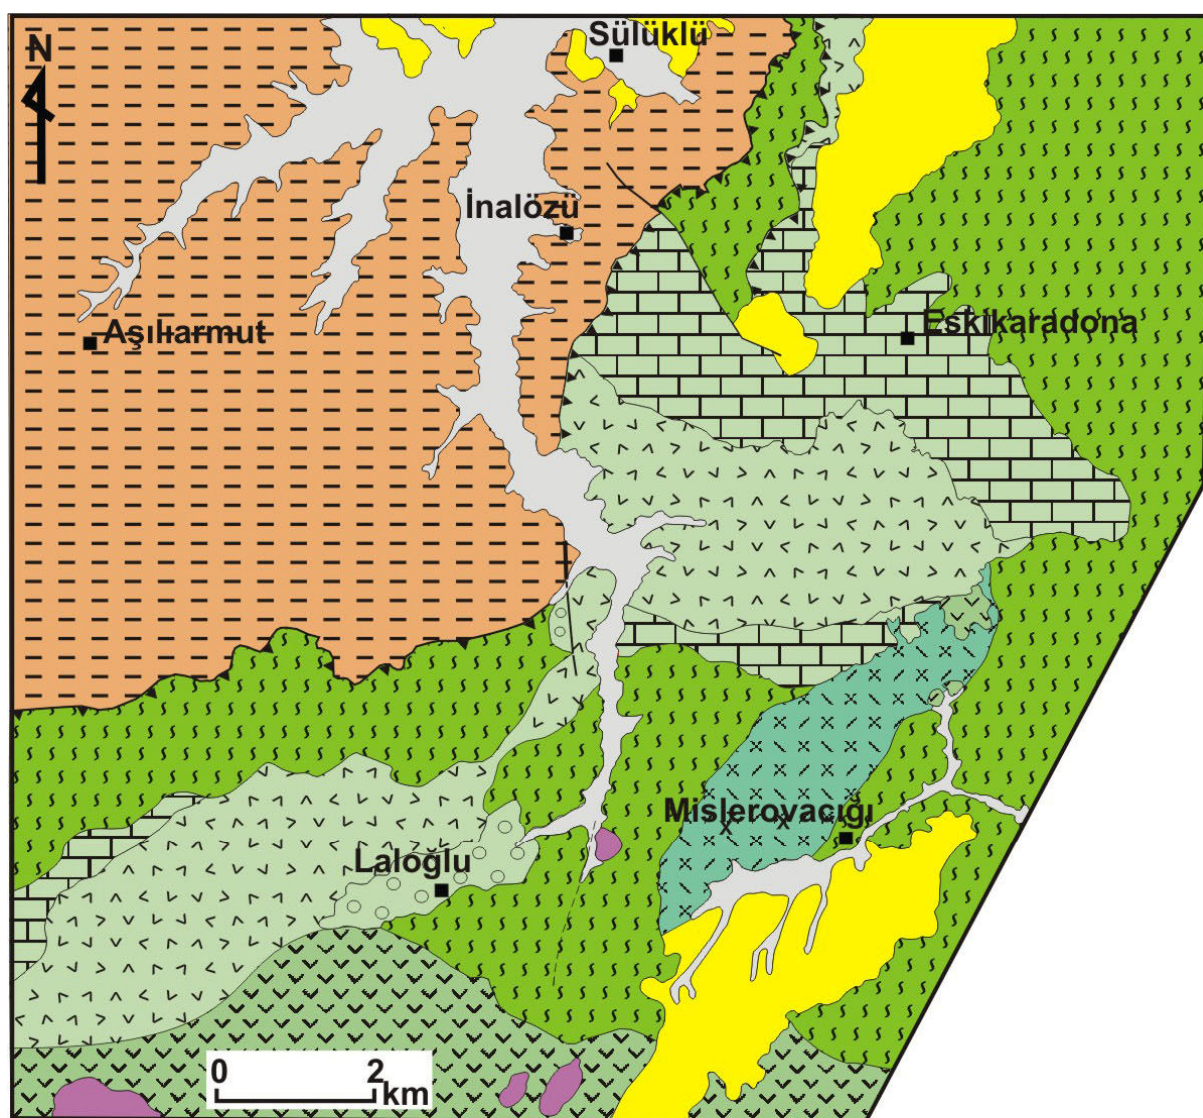 Sülüklü
N
İnalözü
Eskikaradona
Aşılıarmut
Mislerovacığı
Laloğlu
0 2
km